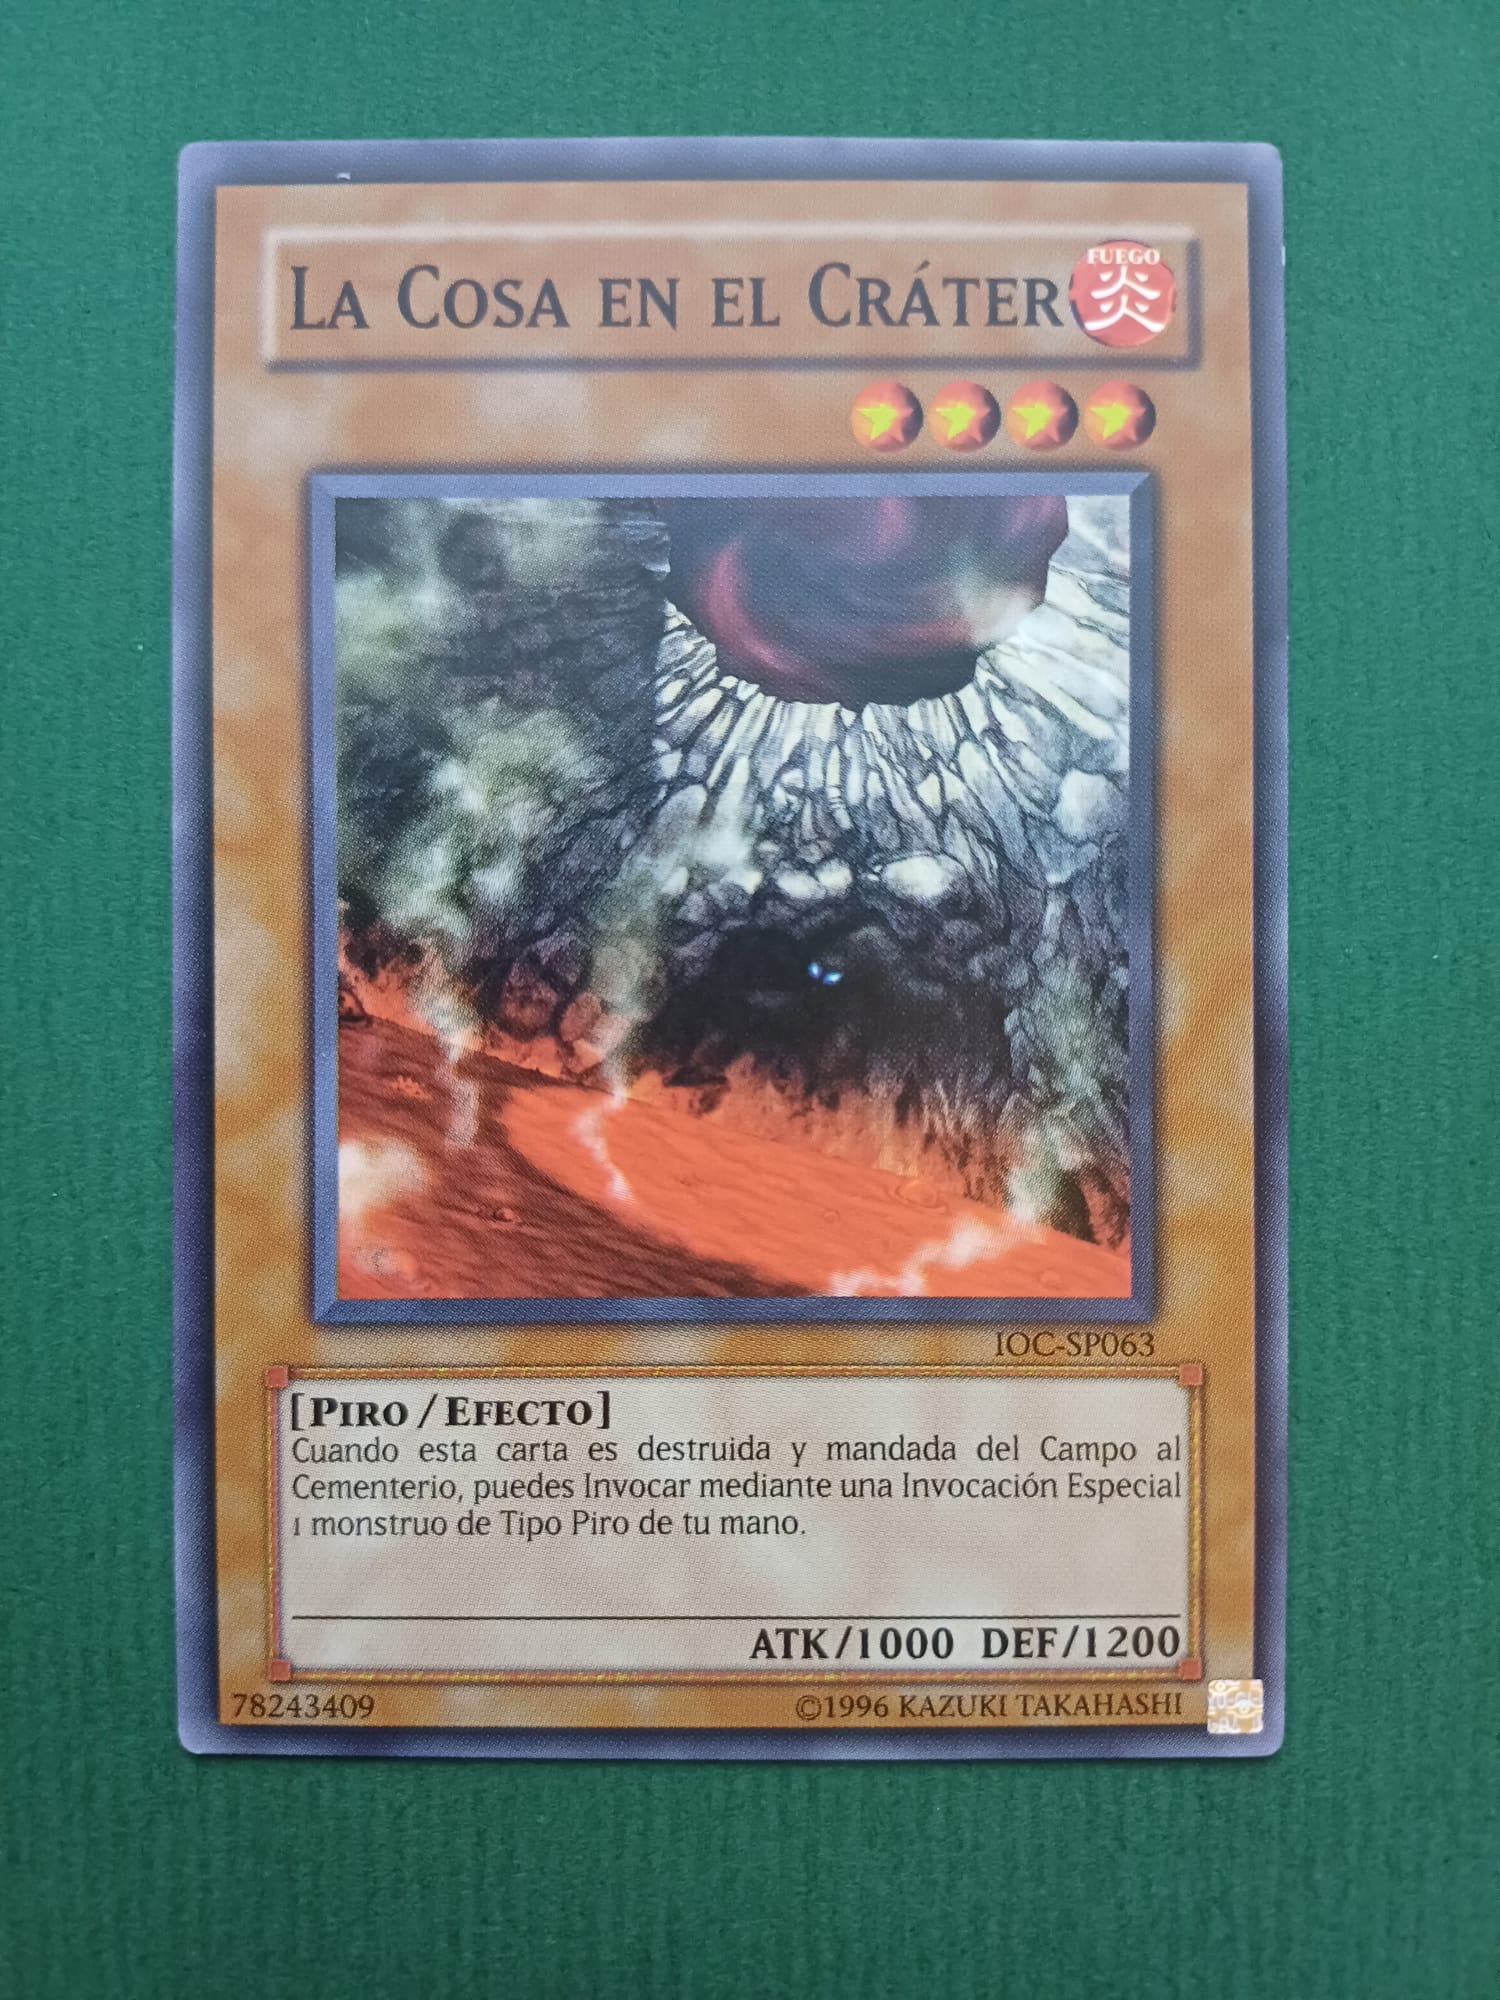 LA COSA EN EL CRÁTER
FUEGO
炎
IOC-SP063
[PIRO / EFECTO]
Cuando esta carta es destruida y mandada del Campo al
Cementerio, puedes Invocar mediante una Invocación Especial
1 monstruo de Tipo Piro de tu mano.
ATK/1000 DEF/1200
78243409
©1996 KAZUKI TAKAHASHI